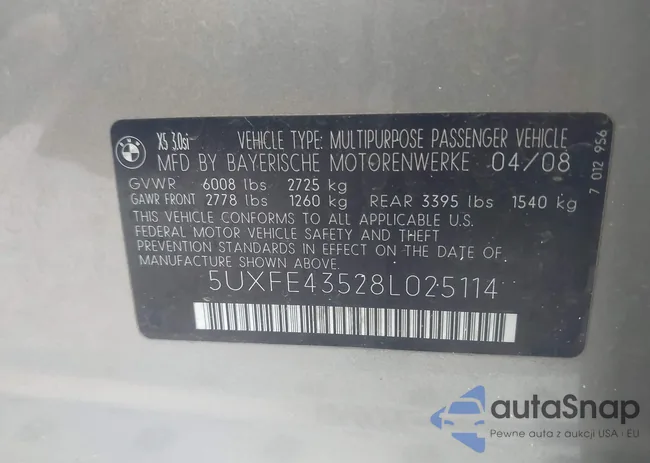 BMW
X5 3.0si
VEHICLE TYPE: MULTIPURPOSE PASSENGER VEHICLE
MFD BY BAYERISCHE MOTORENWERKE 04/08
GVWR 6008 lbs 2725 kg
GAWR FRONT 2778 lbs 1260 kg REAR 3395 lbs 1540 kg
THIS VEHICLE CONFORMS TO ALL APPLICABLE U.S.
FEDERAL MOTOR VEHICLE SAFETY AND THEFT
PREVENTION STANDARDS IN EFFECT ON THE DATE OF
MANUFACTURE SHOWN ABOVE.
5UXFE43528L025114
7 012 956
autaSnap
Pewne auta z aukcji USA i EU